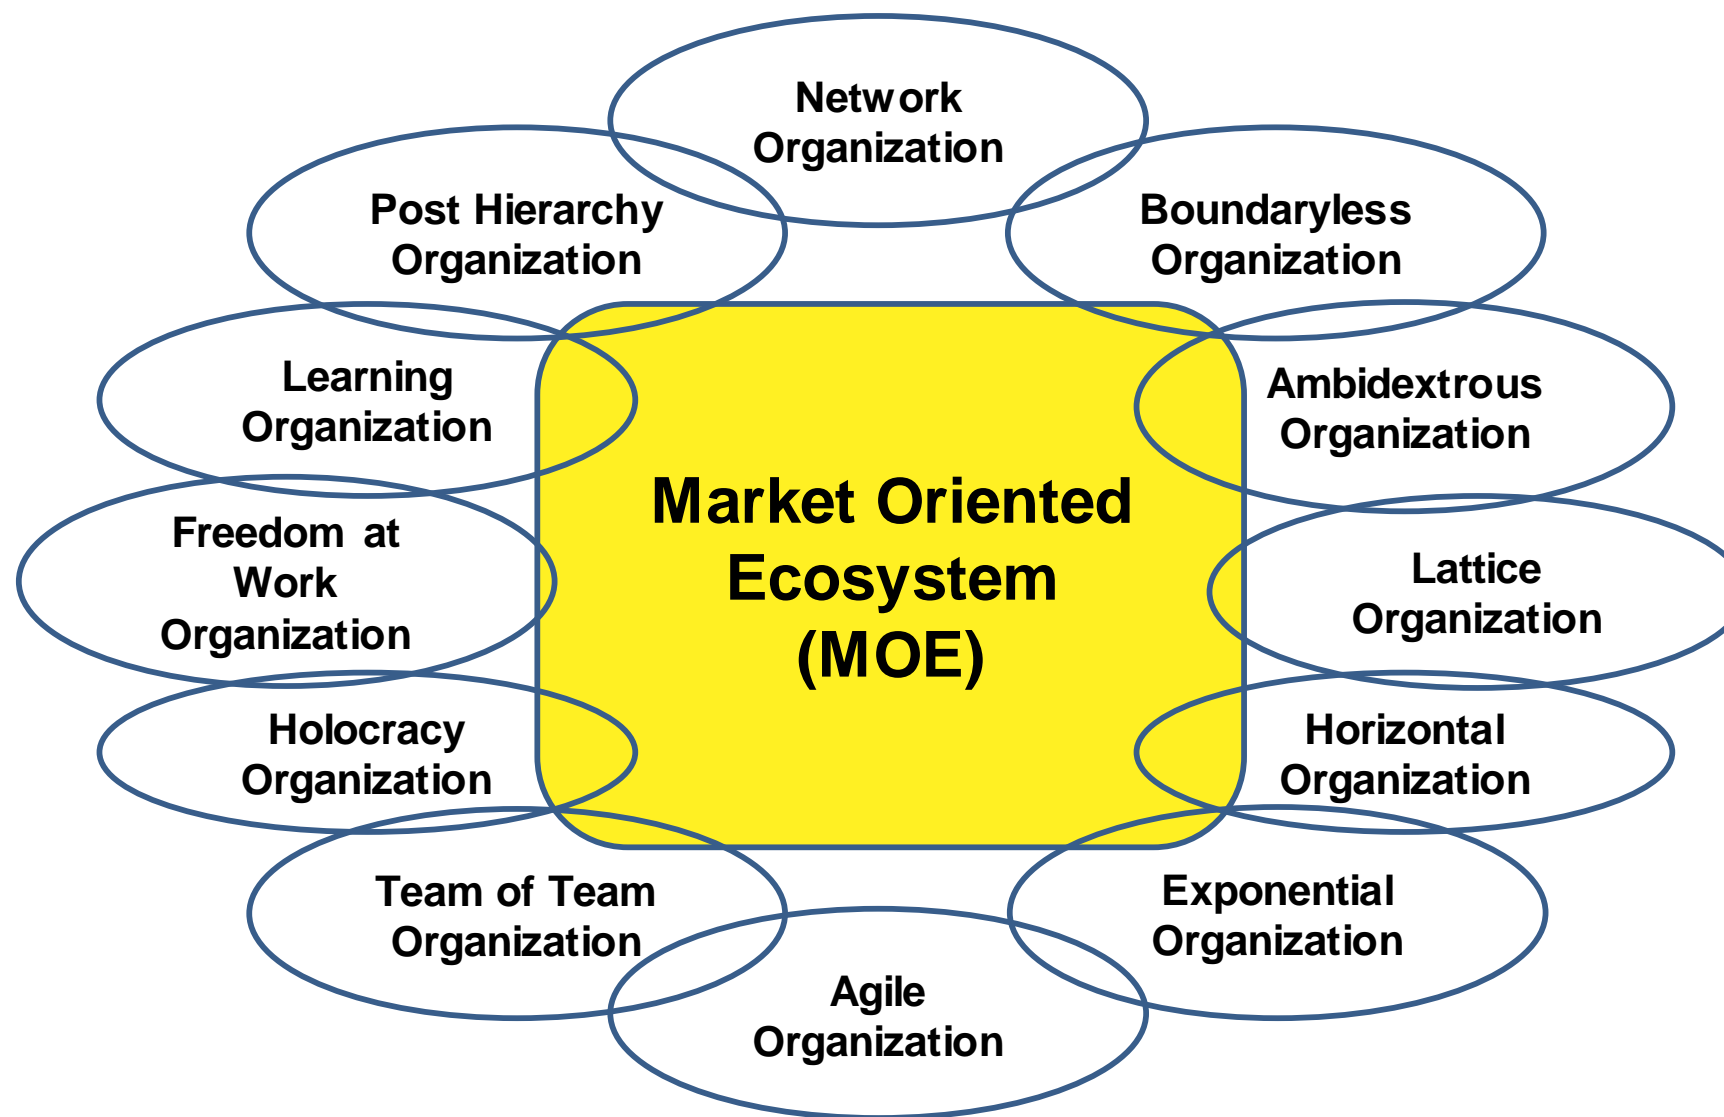 Network
Organization
Post Hierarchy
Organization
Boundaryless
Organization
Learning
Organization
Ambidextrous
Organization
Market Oriented
Ecosystem
(MOE)
Freedom at
Work
Organization
Lattice
Organization
Holocracy
Organization
Horizontal
Organization
Team of Team
Organization
Exponential
Organization
Agile
Organization